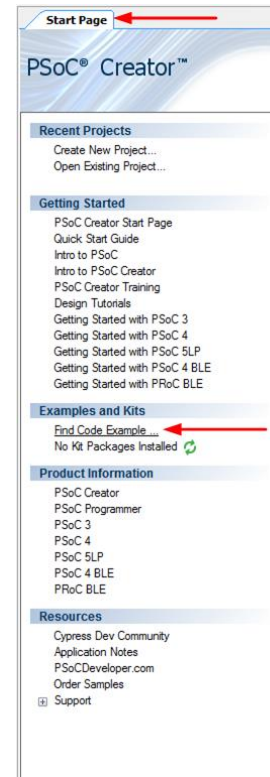 Start Page
PSoC® Creator™
Recent Projects
Create New Project...
Open Existing Project...
Getting Started
PSoC Creator Start Page
Quick Start Guide
Intro to PSoC
Intro to PSoC Creator
PSoC Creator Training
Design Tutorials
Getting Started with PSoC 3
Getting Started with PSoC 4
Getting Started with PSoC 5LP
Getting Started with PSoC 4 BLE
Getting Started with PRoC BLE
Examples and Kits
Find Code Example ...
No Kit Packages Installed
Product Information
PSoC Creator
PSoC Programmer
PSoC 3
PSoC 4
PSoC 5LP
PSoC 4 BLE
PRoC BLE
Resources
Cypress Dev Community
Application Notes
PSoCDeveloper.com
Order Samples
Support